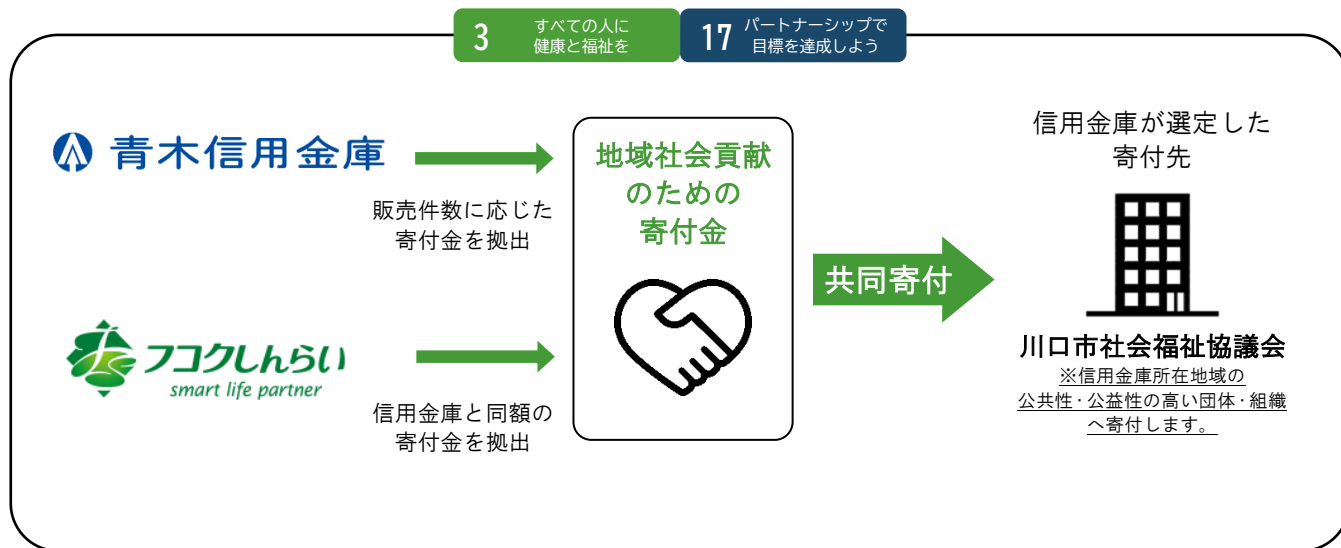 3
すべての人に
健康と福祉を
17
パートナーシップで
目標を達成しよう
青木信用金庫
販売件数に応じた
寄付金を拠出
フコクしんらい
smart life partner
信用金庫と同額の
寄付金を拠出
地域社会貢献
のための
寄付金
共同寄付
信用金庫が選定した
寄付先
川口市社会福祉協議会
※信用金庫所在地域の
公共性・公益性の高い団体・組織
へ寄付します。